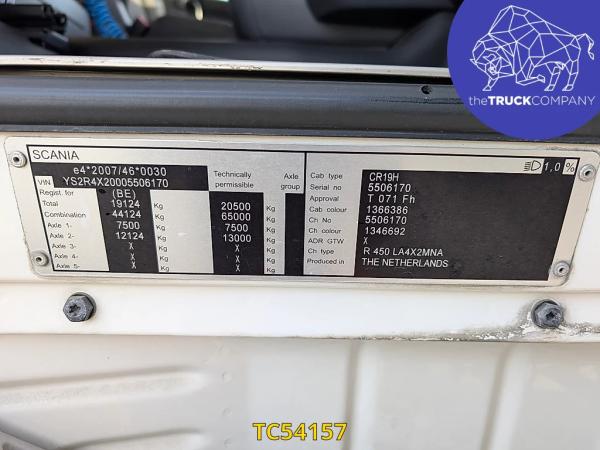 theTRUCKCOMPANY
SCANIA
e4*2007/46*0030
VIN YS2R4X20005506170
Regist. for (BE) Technically permissible Axle group
Total 19124 Kg 20500 Kg
Combination 44124 Kg 65000 Kg
Axle 1- 7500 Kg 7500 Kg
Axle 2- 12124 Kg 13000 Kg
Axle 3- X Kg X Kg X
Axle 4- X Kg X Kg X
Axle 5- X Kg X Kg X
Cab type CR19H
Serial no 5506170
Approval T 071 Fh
Cab colour 1366386
Ch no 5506170
Ch. colour 1346692
ADR GTW X
Ch type R 450 LA4X2MNA
Produced in THE NETHERLANDS
1,0 %
TC54157